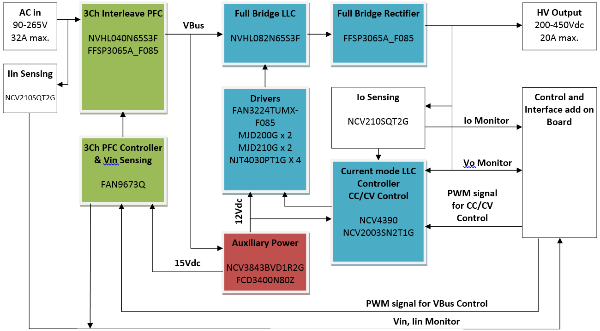 AC in
90-265V
32A max.
3Ch Interleave PFC
NVHL040N65S3F
FFSP3065A_F085
VBus
Full Bridge LLC
NVHL082N65S3F
Full Bridge Rectifier
FFSP3065A_F085
HV Output
200-450Vdc
20A max.
Iin Sensing
NCV210SQT2G
Drivers
FAN3224TUMX-
F085
MJD200G x 2
MJD210G x 2
NJT4030PT1G X 4
Io Sensing
NCV210SQT2G
Control and
Interface add on
Board
Io Monitor
3Ch PFC Controller
& Vin Sensing
FAN9673Q
Current mode LLC
Controller
CC/CV Control
NCV4390
NCV2003SN2T1G
Vo Monitor
PWM signal
for CC/CV
Control
12Vdc
15Vdc
Auxiliary Power
NCV3843BVD1R2G
FCD3400N80Z
PWM signal for VBus Control
Vin, Iin Monitor